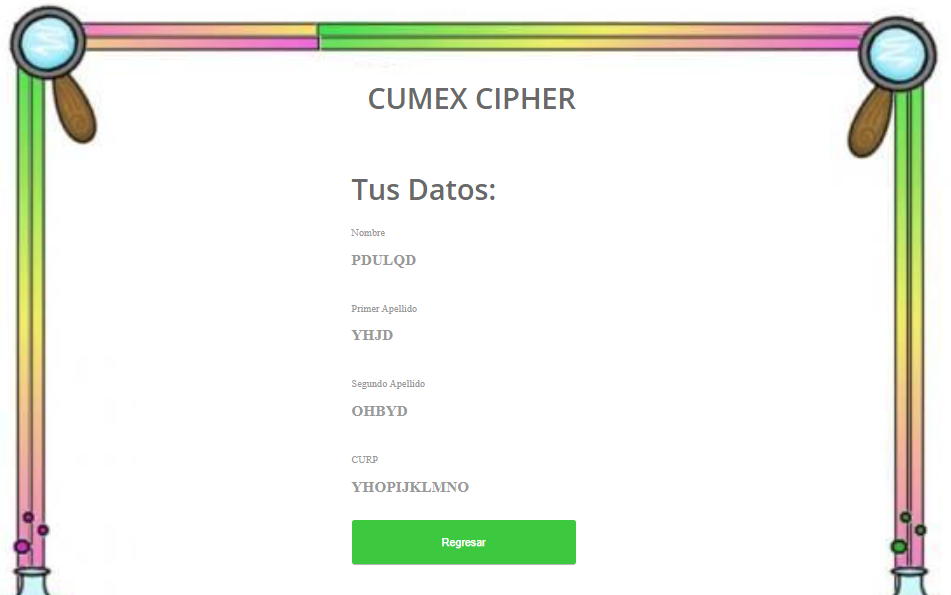 CUMEX CIPHER
Tus Datos:
Nombre
PDULQD
Primer Apellido
YHJD
Segundo Apellido
OHBYD
CURP
YHOPIJKLMNO
Regresar